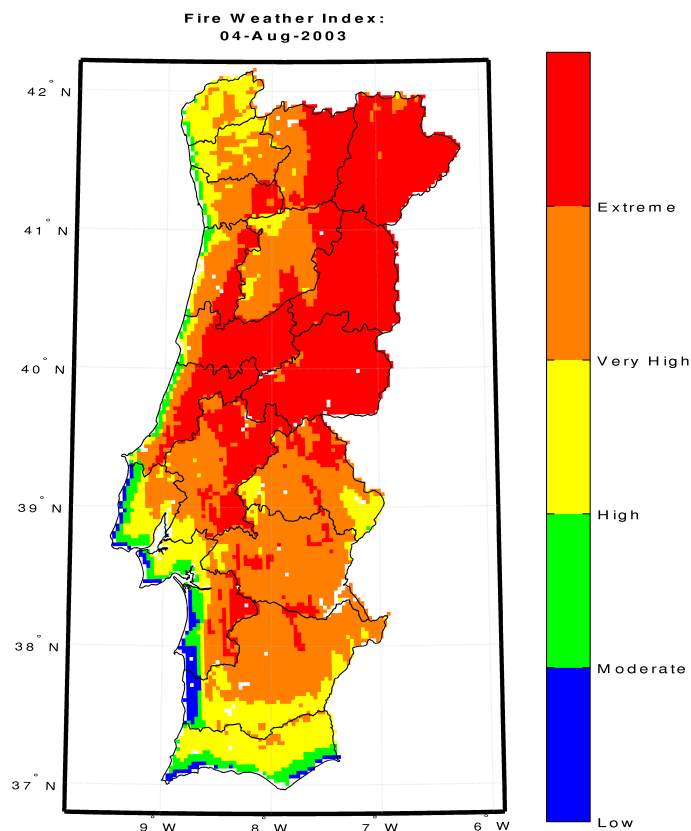 Fire Weather Index:
04-Aug-2003
42° N
41° N
40° N
39° N
38° N
37° N
9° W
8° W
7° W
6° W
Extreme
Very High
High
Moderate
Low